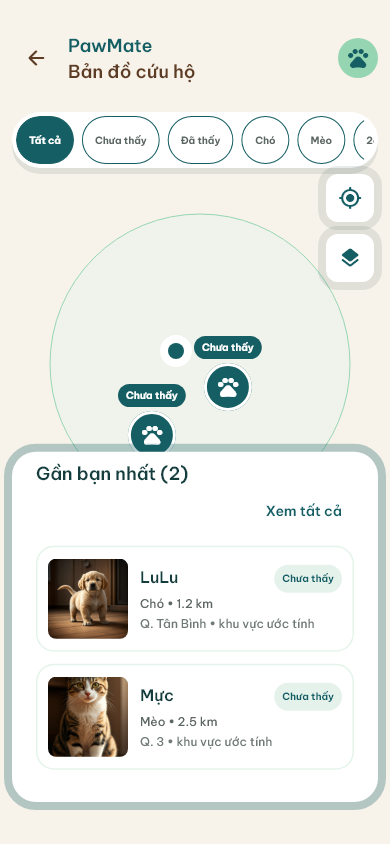 PawMate
Bản đồ cứu hộ
Tất cả
Chưa thấy
Đã thấy
Chó
Mèo
Chưa thấy
Chưa thấy
Gần bạn nhất (2)
Xem tất cả
LuLu
Chưa thấy
Chó • 1.2 km
Q. Tân Bình • khu vực ước tính
Mực
Chưa thấy
Mèo • 2.5 km
Q. 3 • khu vực ước tính